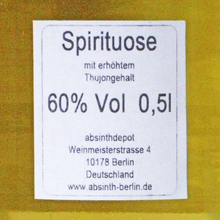 Spirituose
mit erhöhtem
Thujongehalt
60% Vol 0,5l
absinthdepot
Weinmeisterstrasse 4
10178 Berlin
Deutschland
www.absinth-berlin.de